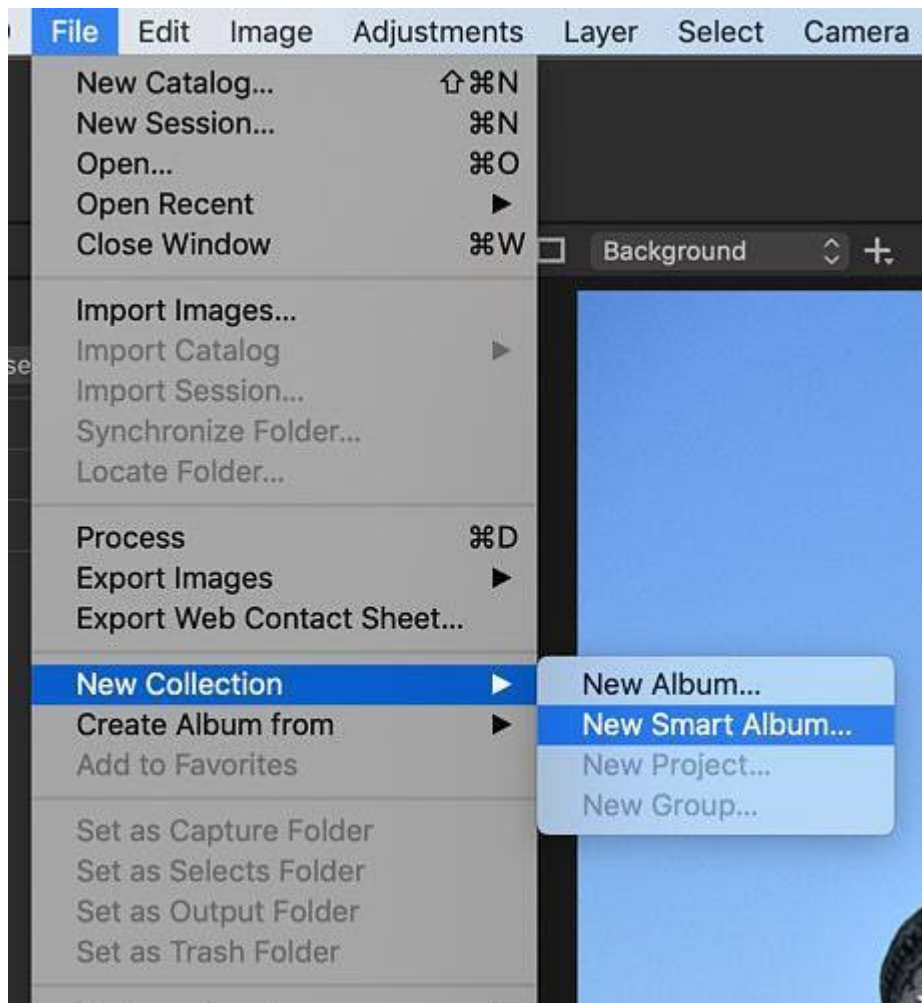 File Edit Image Adjustments Layer Select Camera
New Catalog... ⇧⌘N
New Session... ⌘N
Open... ⌘O
Open Recent ▶
Close Window ⌘W
Background
Import Images...
Import Catalog ▶
Import Session...
Synchronize Folder...
Locate Folder...
Process ⌘D
Export Images ▶
Export Web Contact Sheet...
New Collection ▶
Create Album from ▶
Add to Favorites
New Album...
New Smart Album...
New Project...
New Group...
Set as Capture Folder
Set as Selects Folder
Set as Output Folder
Set as Trash Folder